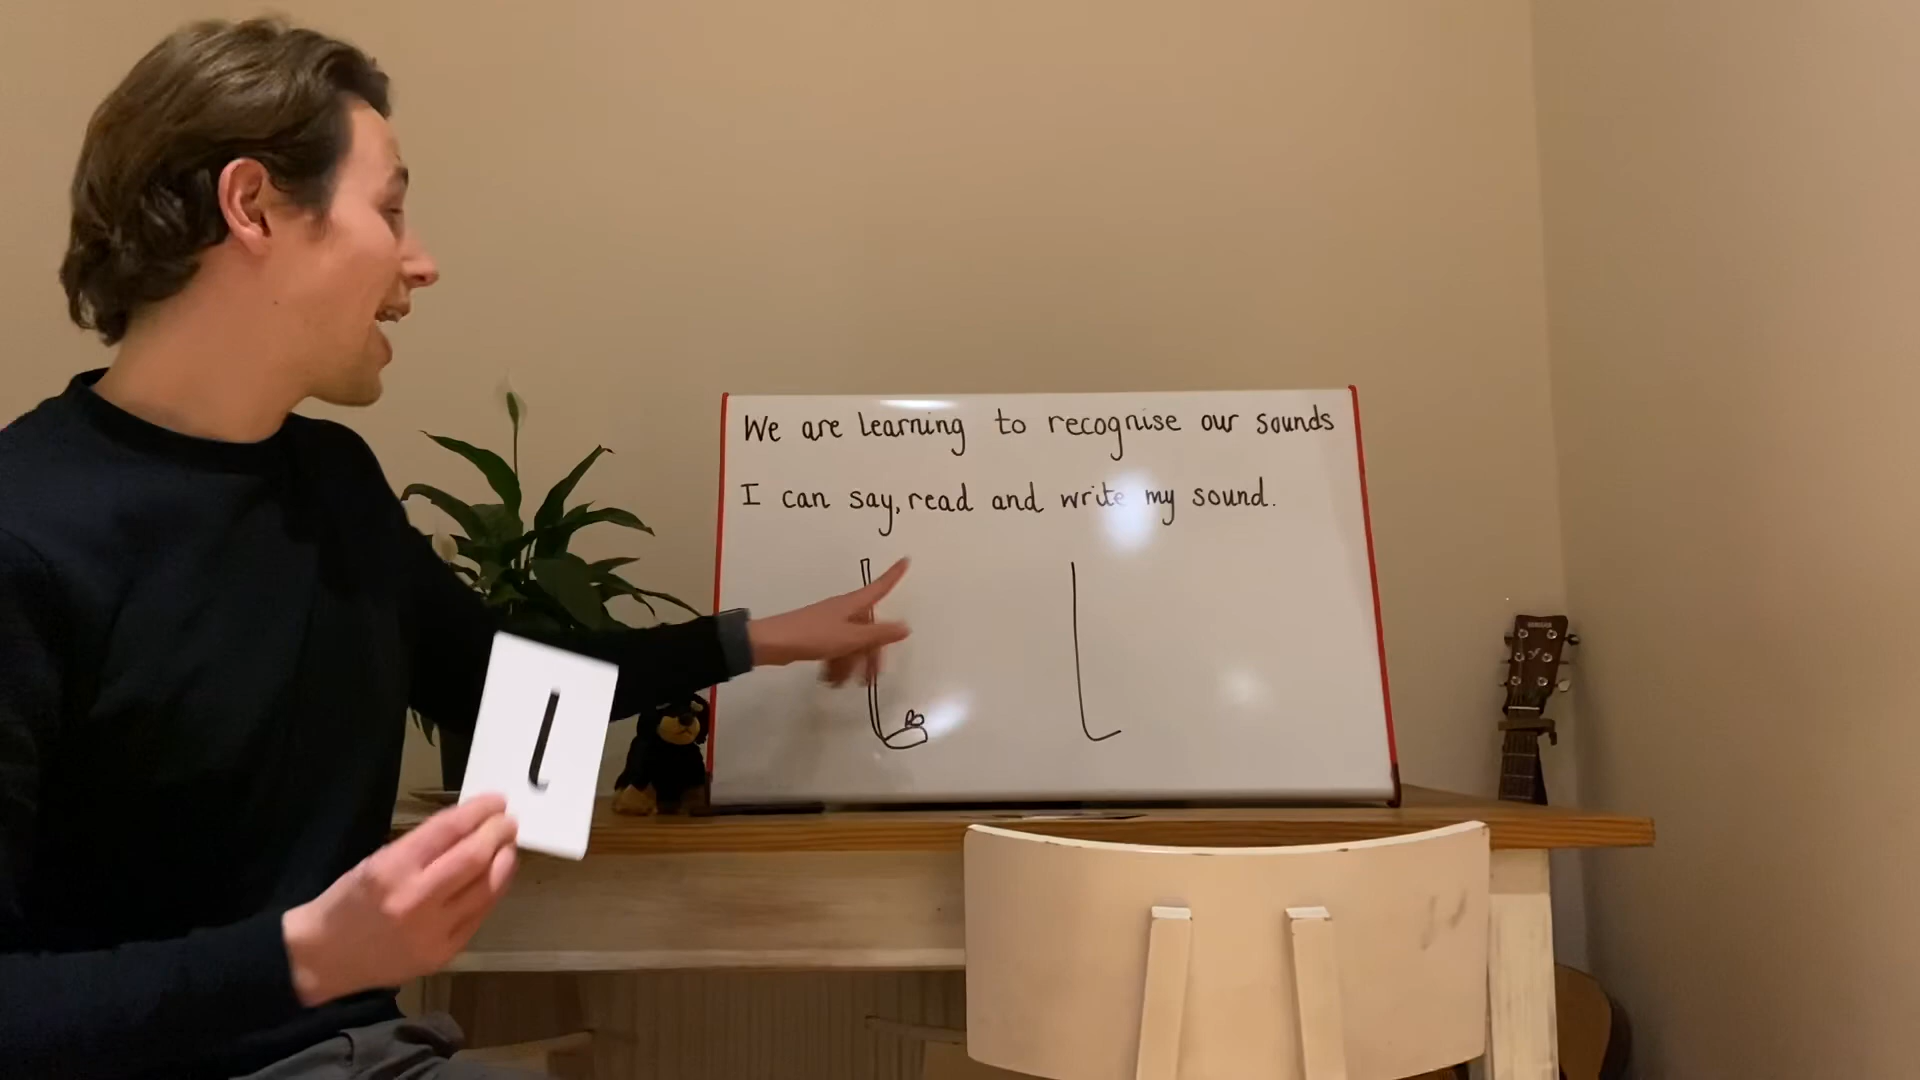 We are learning to recognise our sounds
I can say, read and write my sound.
l
l